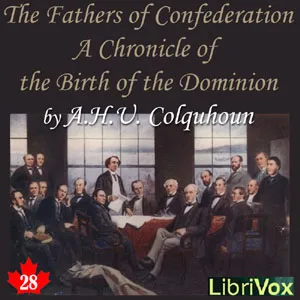 The Fathers of Confederation
A Chronicle of
the Birth of the Dominion
by A.H.U. Colquhoun
28
LibriVox